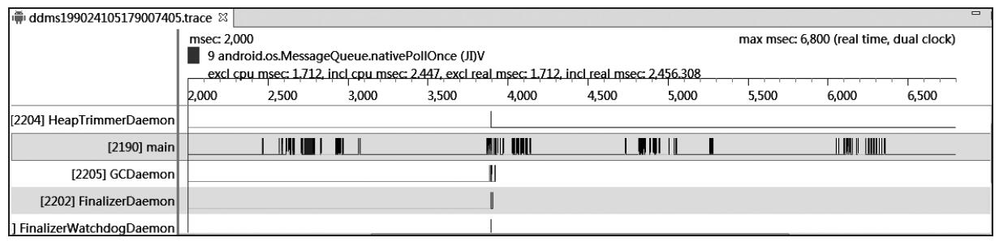 ddms199024105179007405.trace
msec: 2,000 max msec: 6,800 (real time, dual clock)
9 android.os.MessageQueue.nativePollOnce (JI)V
excl cpu msec: 1.712, incl cpu msec: 2.447, excl real msec: 1.712, incl real msec: 2,456.308
2,000 2,500 3,000 3,500 4,000 4,500 5,000 5,500 6,000 6,500
[2204] HeapTrimmerDaemon
[2190] main
[2205] GCDaemon
[2202] FinalizerDaemon
] FinalizerWatchdogDaemon